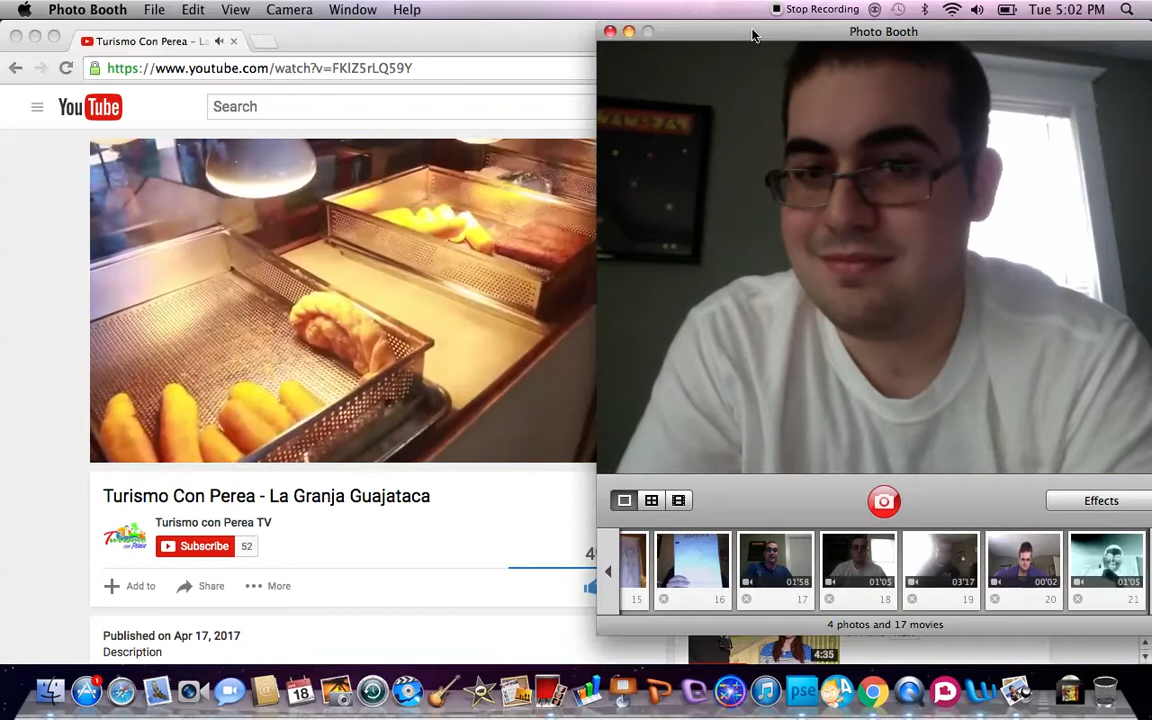 Photo Booth File Edit View Camera Window Help Stop Recording Tue 5:02 PM
Turismo Con Perea - La
Photo Booth
https://www.youtube.com/watch?v=FKlZ5rLQ59Y
YouTube
Search
Turismo Con Perea - La Granja Guajataca
Effects
Turismo con Perea TV
Subscribe 52
01:58 01:05 03:17 00:02 01:05
Add to Share More
15 16 17 18 19 20 21
4 photos and 17 movies
Published on Apr 17, 2017
Description
4:35
18
pse